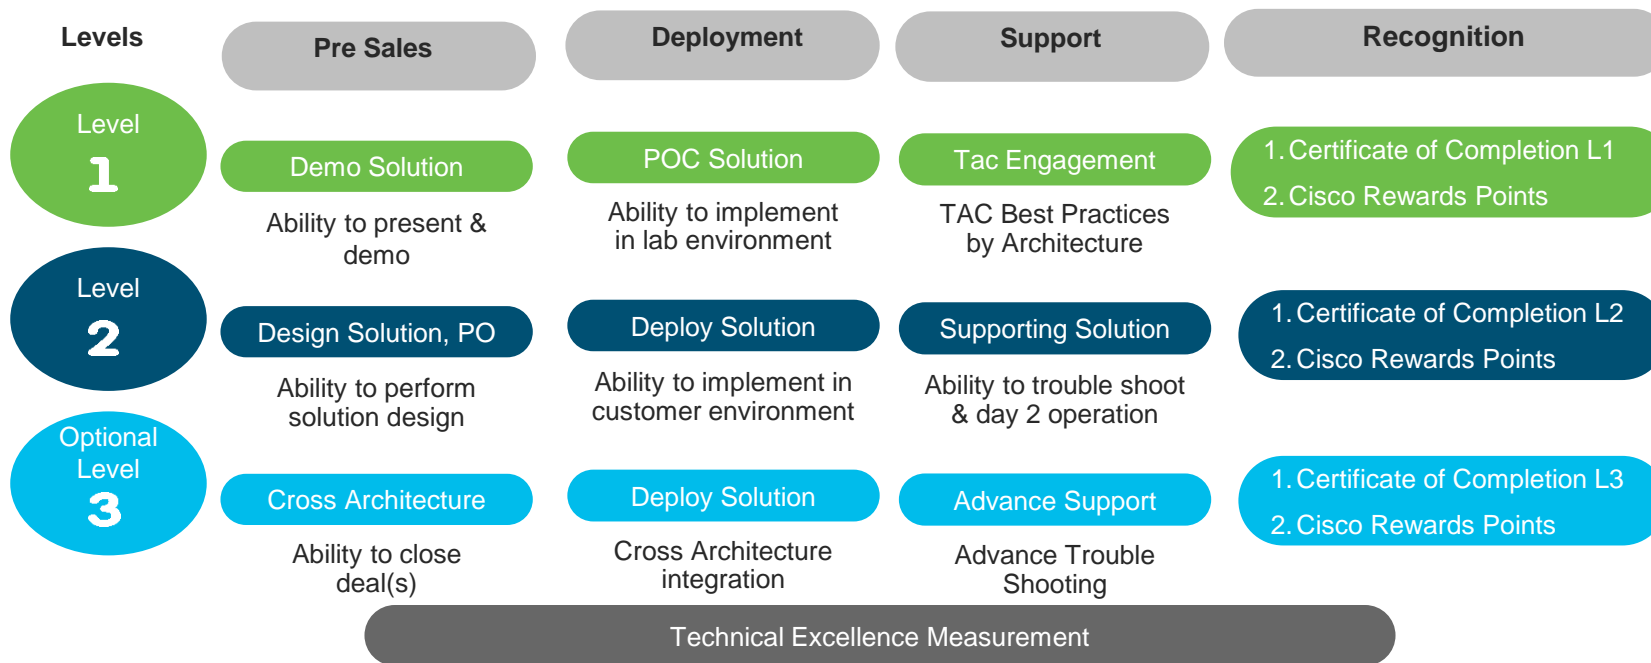 Levels
Pre Sales
Deployment
Support
Recognition
Level
1
Demo Solution
Ability to present &
demo
POC Solution
Ability to implement
in lab environment
Tac Engagement
TAC Best Practices
by Architecture
1. Certificate of Completion L1
2. Cisco Rewards Points
Level
2
Design Solution, PO
Ability to perform
solution design
Deploy Solution
Ability to implement in
customer environment
Supporting Solution
Ability to trouble shoot
& day 2 operation
1. Certificate of Completion L2
2. Cisco Rewards Points
Optional
Level
3
Cross Architecture
Ability to close
deal(s)
Deploy Solution
Cross Architecture
integration
Advance Support
Advance Trouble
Shooting
1. Certificate of Completion L3
2. Cisco Rewards Points
Technical Excellence Measurement